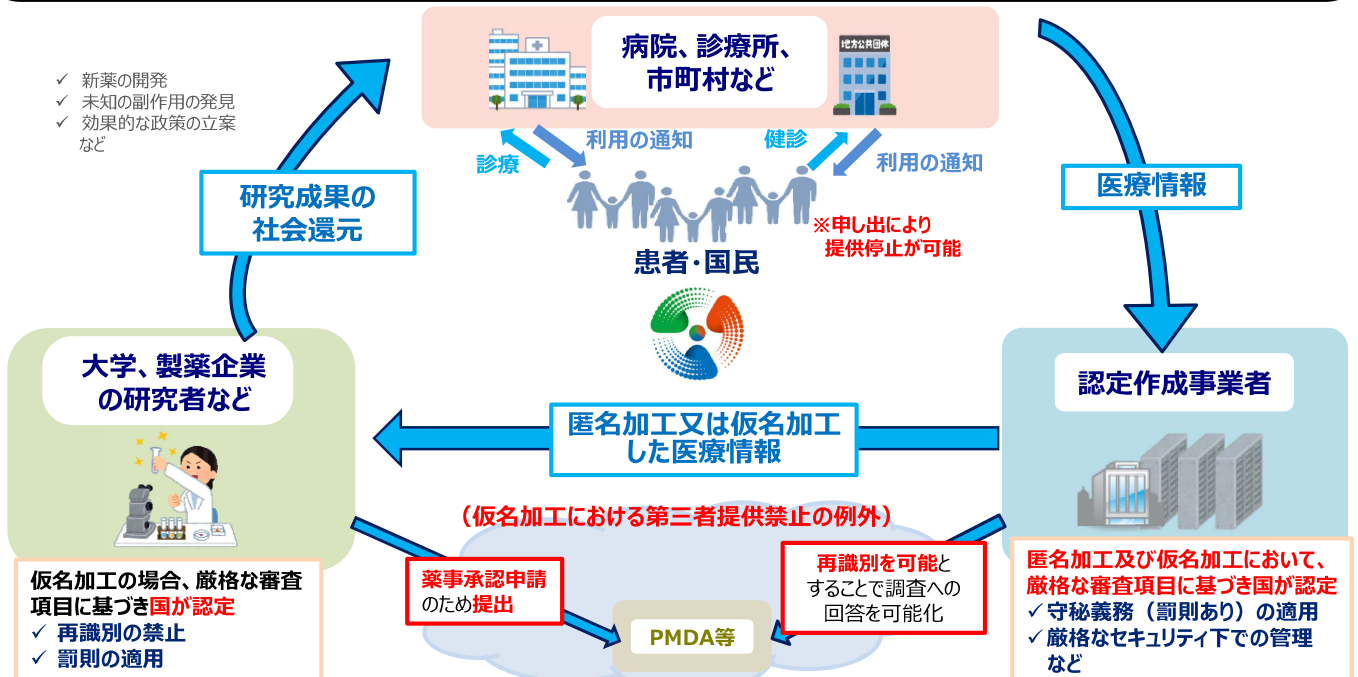 病院、診療所、
市町村など
地方公共団体
✓ 新薬の開発
✓ 未知の副作用の発見
✓ 効果的な政策の立案
など
診療
利用の通知
健診
利用の通知
医療情報
研究成果の
社会還元
※申し出により
提供停止が可能
患者・国民
大学、製薬企業
の研究者など
認定作成事業者
匿名加工又は仮名加工
した医療情報
(仮名加工における第三者提供禁止の例外)
薬事承認申請
のため提出
再識別を可能と
することで調査への
回答を可能化
PMDA等
仮名加工の場合、厳格な審査
項目に基づき国が認定
✓ 再識別の禁止
✓ 罰則の適用
匿名加工及び仮名加工において、
厳格な審査項目に基づき国が認定
✓守秘義務(罰則あり)の適用
✓厳格なセキュリティ下での管理
など